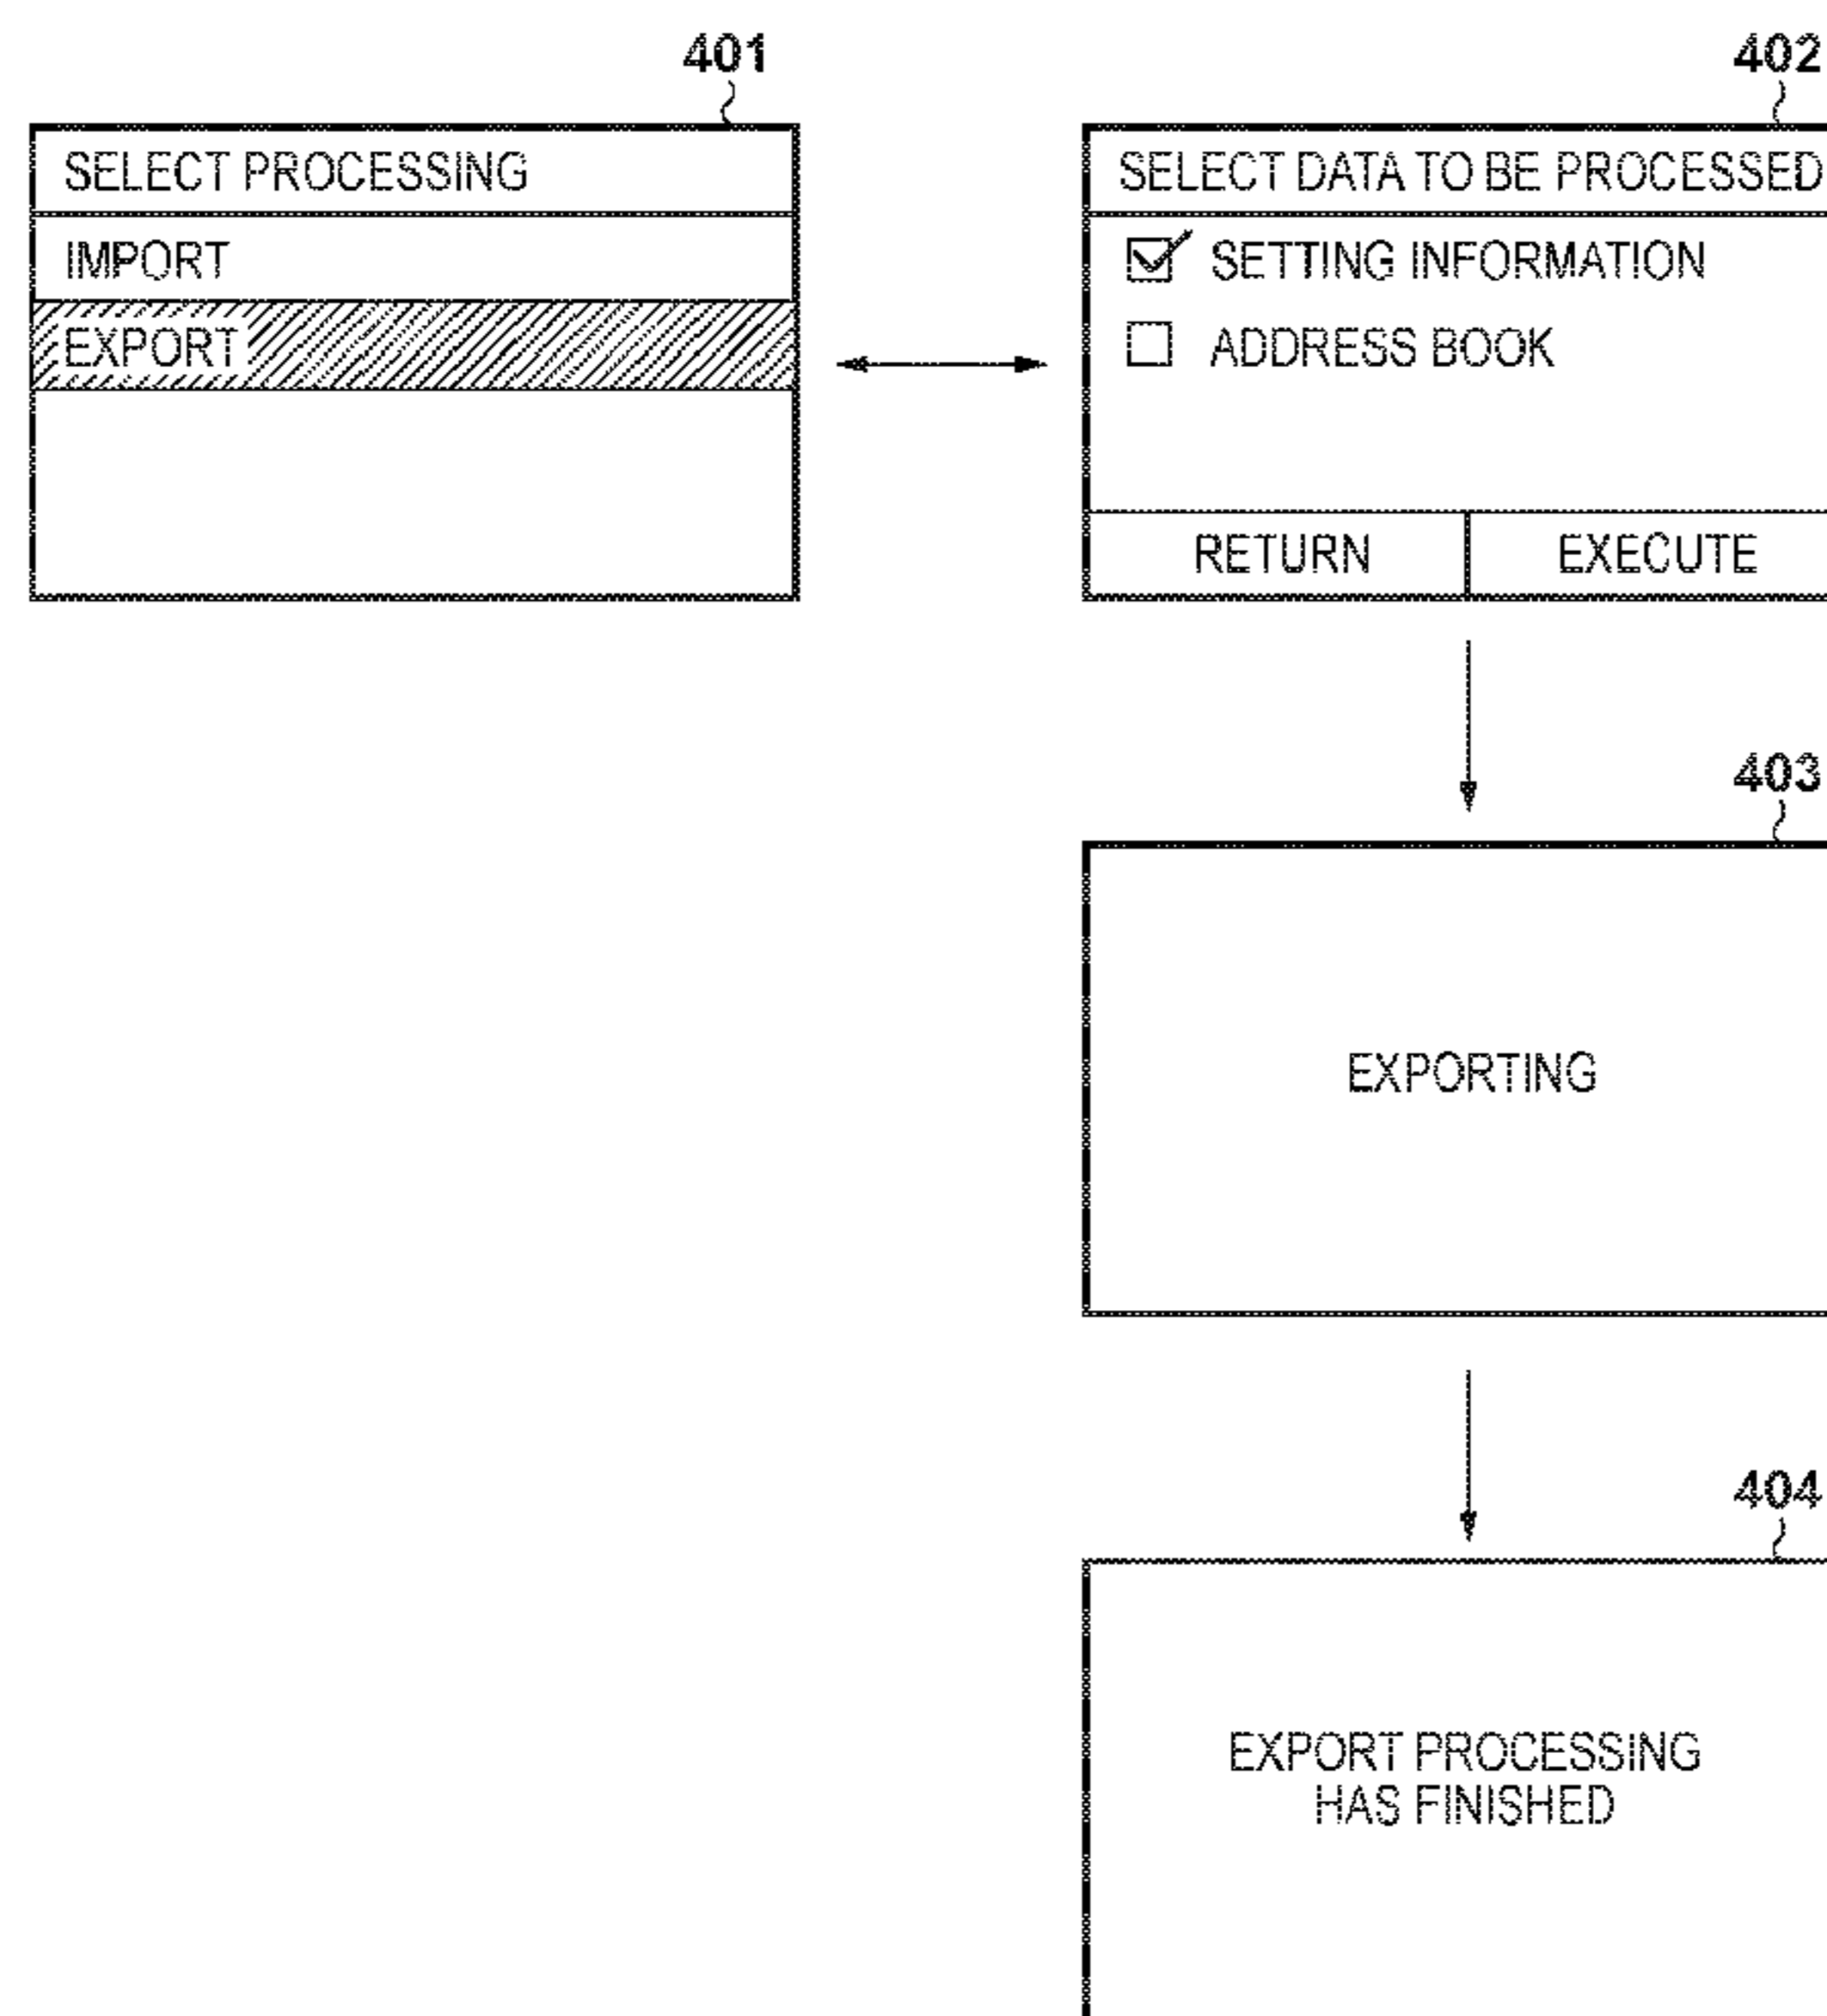 401
SELECT PROCESSING
IMPORT
EXPORT
402
SELECT DATA TO BE PROCESSED
SETTING INFORMATION
ADDRESS BOOK
RETURN
EXECUTE
403
EXPORTING
404
EXPORT PROCESSING
HAS FINISHED